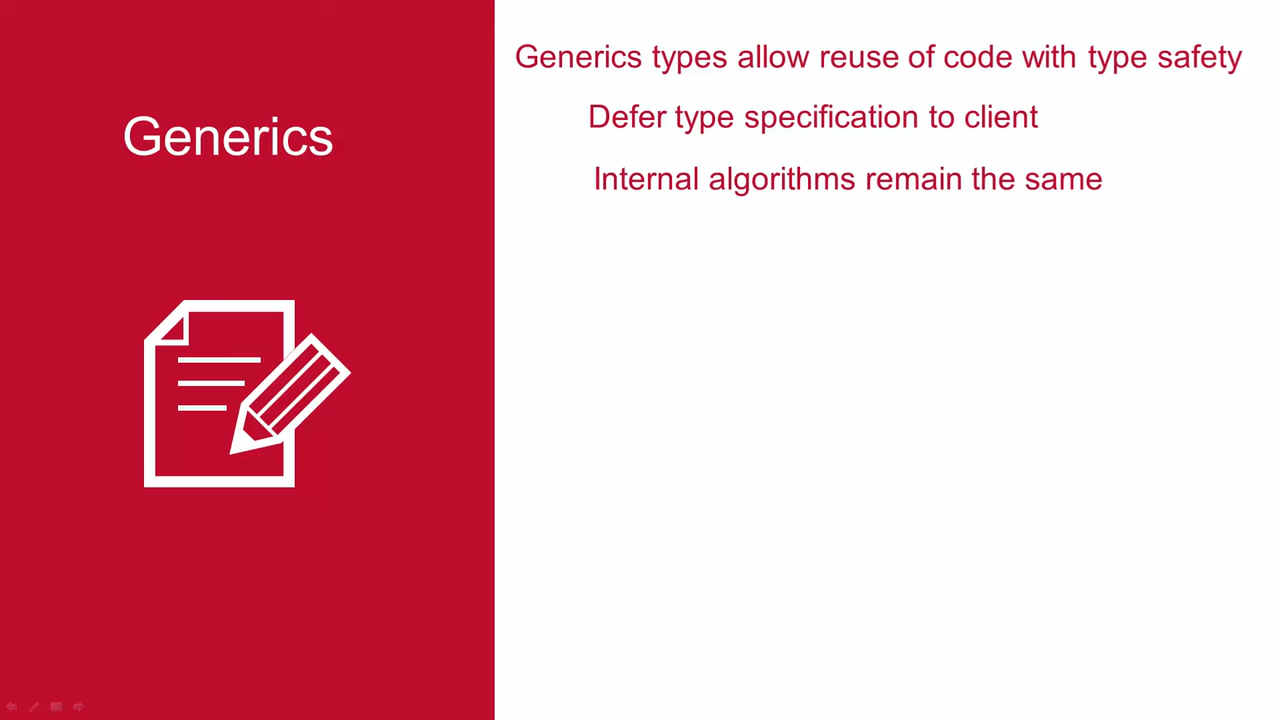 Generics
Generics types allow reuse of code with type safety
Defer type specification to client
Internal algorithms remain the same